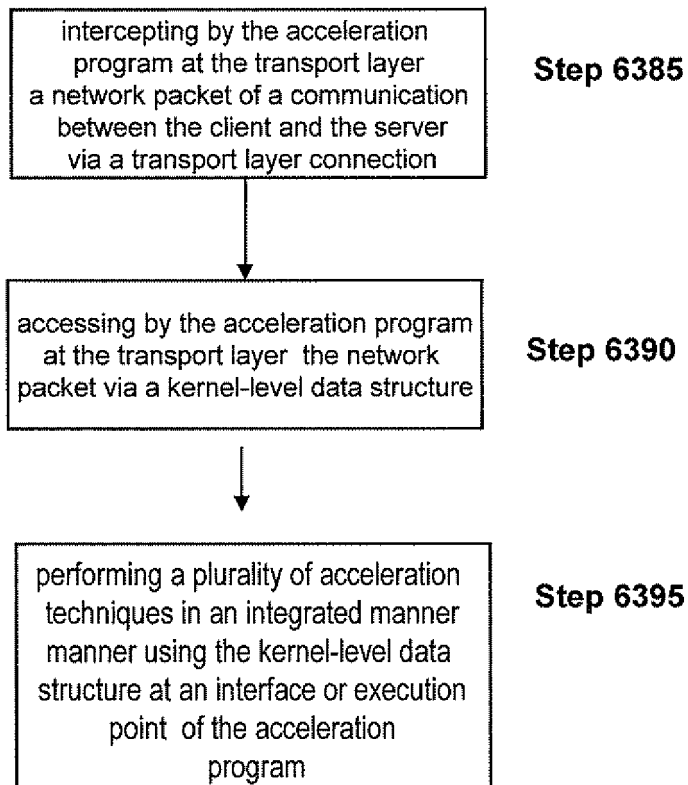 intercepting by the acceleration
program at the transport layer
a network packet of a communication
between the client and the server
via a transport layer connection
Step 6385
accessing by the acceleration program
at the transport layer the network
packet via a kernel-level data structure
Step 6390
performing a plurality of acceleration
techniques in an integrated manner
manner using the kernel-level data
structure at an interface or execution
point of the acceleration
program
Step 6395